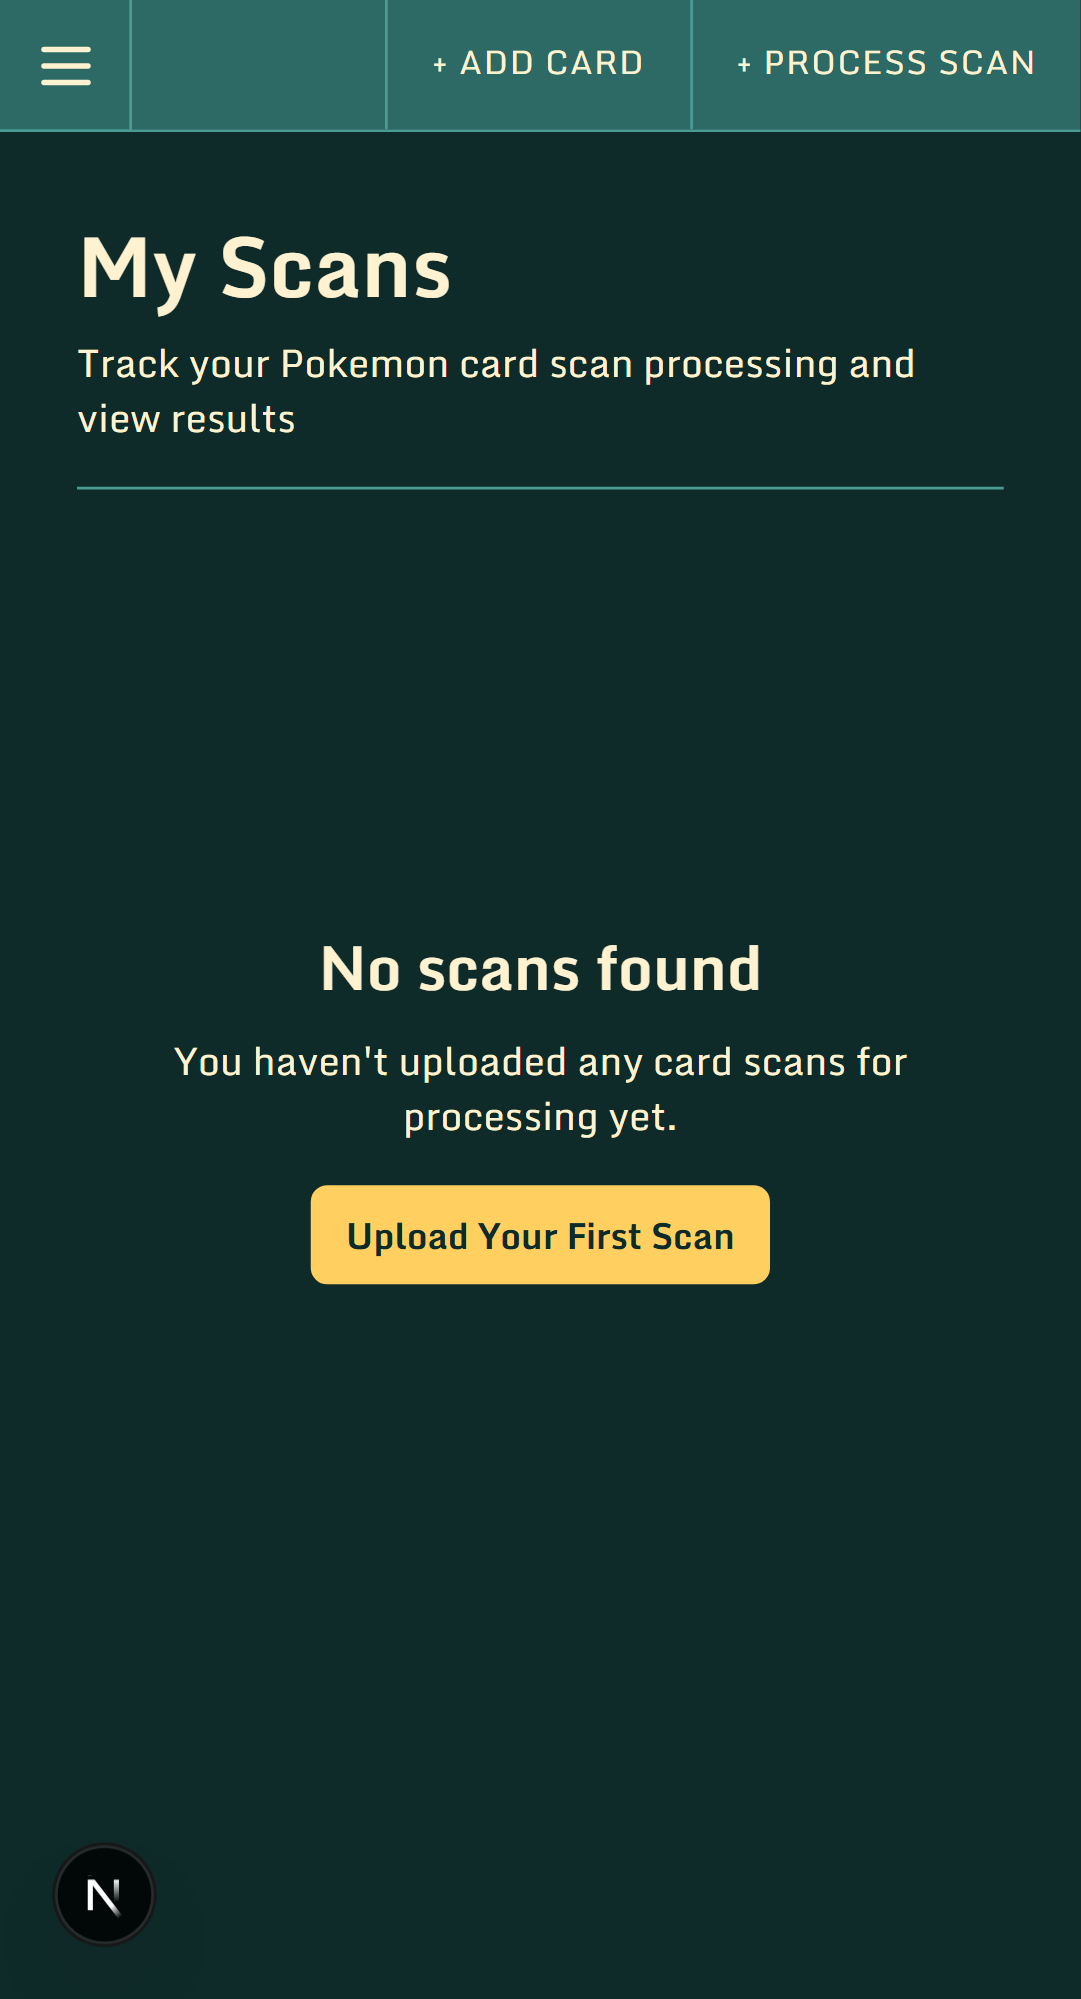 + ADD CARD
+ PROCESS SCAN
My Scans
Track your Pokemon card scan processing and
view results
No scans found
You haven't uploaded any card scans for
processing yet.
Upload Your First Scan
N